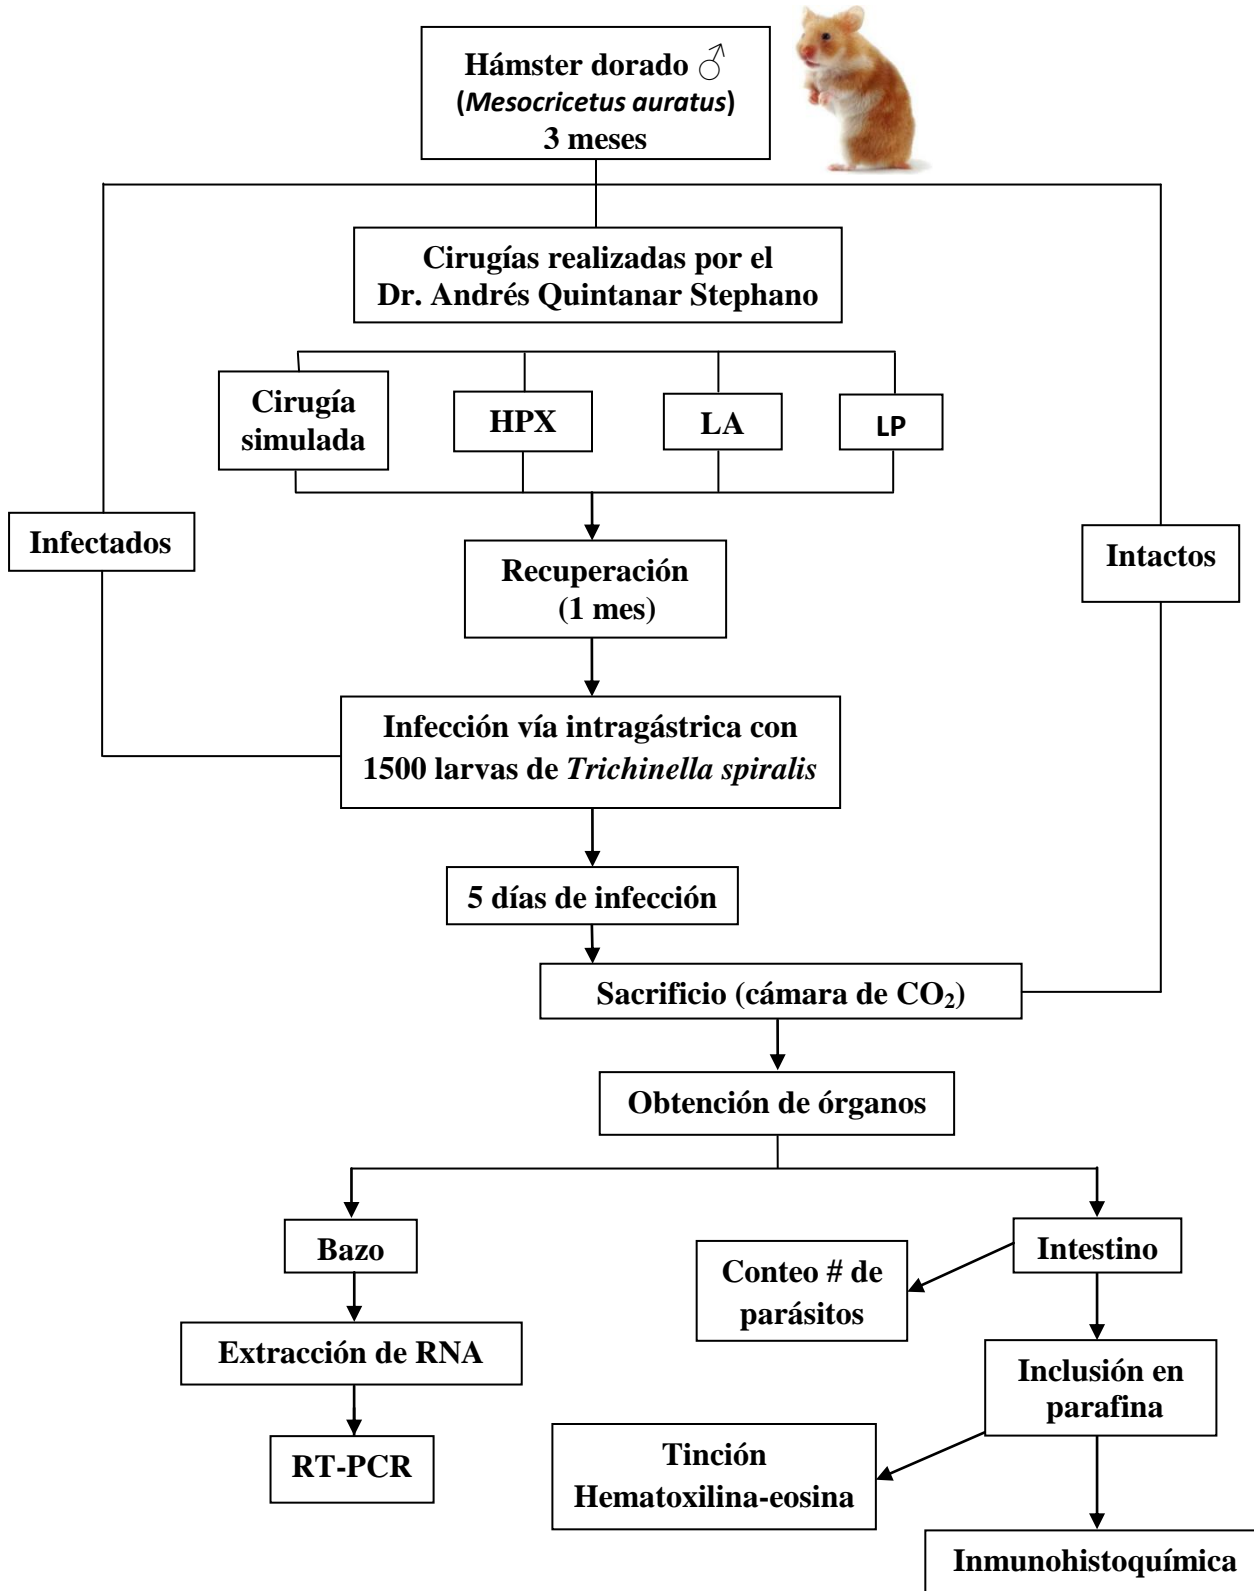 Hámster dorado ♂
(Mesocricetus auratus)
3 meses
Cirugías realizadas por el
Dr. Andrés Quintanar Stephano
Cirugía
simulada
HPX
LA
LP
Infectados
Intactos
Recuperación
(1 mes)
Infección vía intragástrica con
1500 larvas de Trichinella spiralis
5 días de infección
Sacrificio (cámara de CO₂)
Obtención de órganos
Bazo
Intestino
Conteo # de
parásitos
Extracción de RNA
Inclusión en
parafina
RT-PCR
Tinción
Hematoxilina-eosina
Inmunohistoquímica